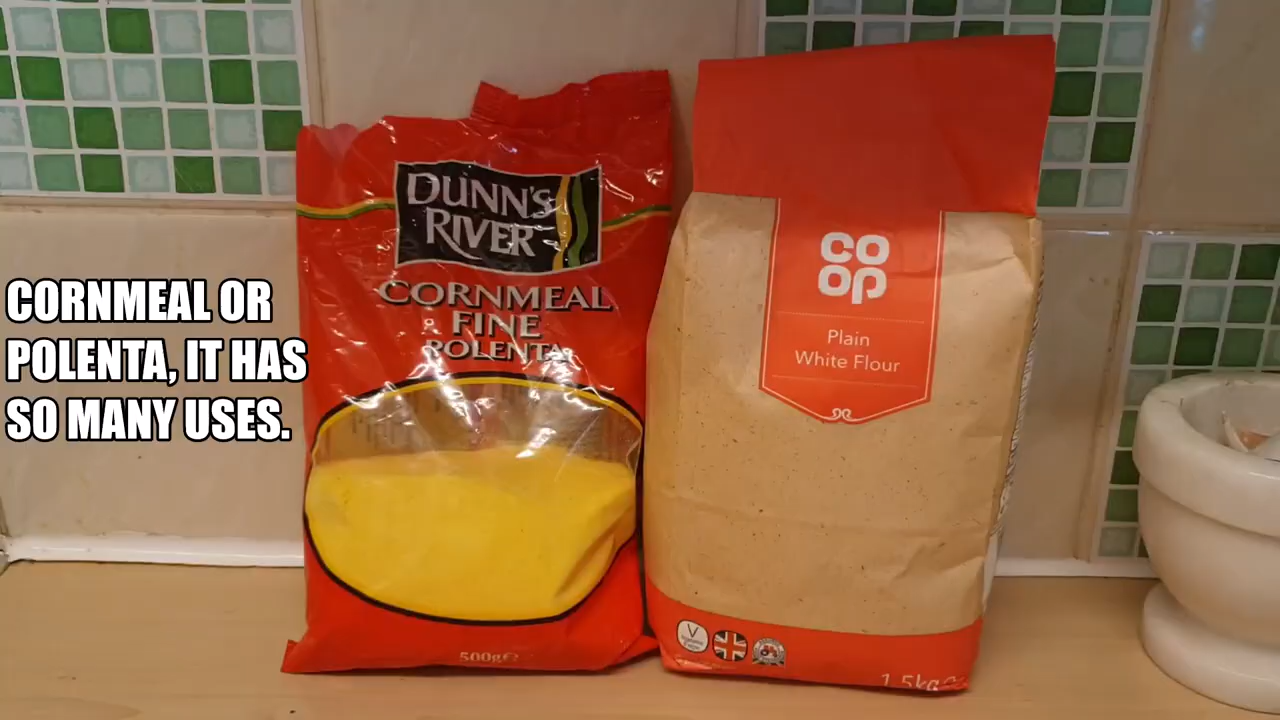 CORNMEAL OR
POLENTA, IT HAS
SO MANY USES.
DUNN'S
RIVER
CORNMEAL
FINE
POLENTA
500g e
CO
OP
Plain
White Flour
V
1.5kg